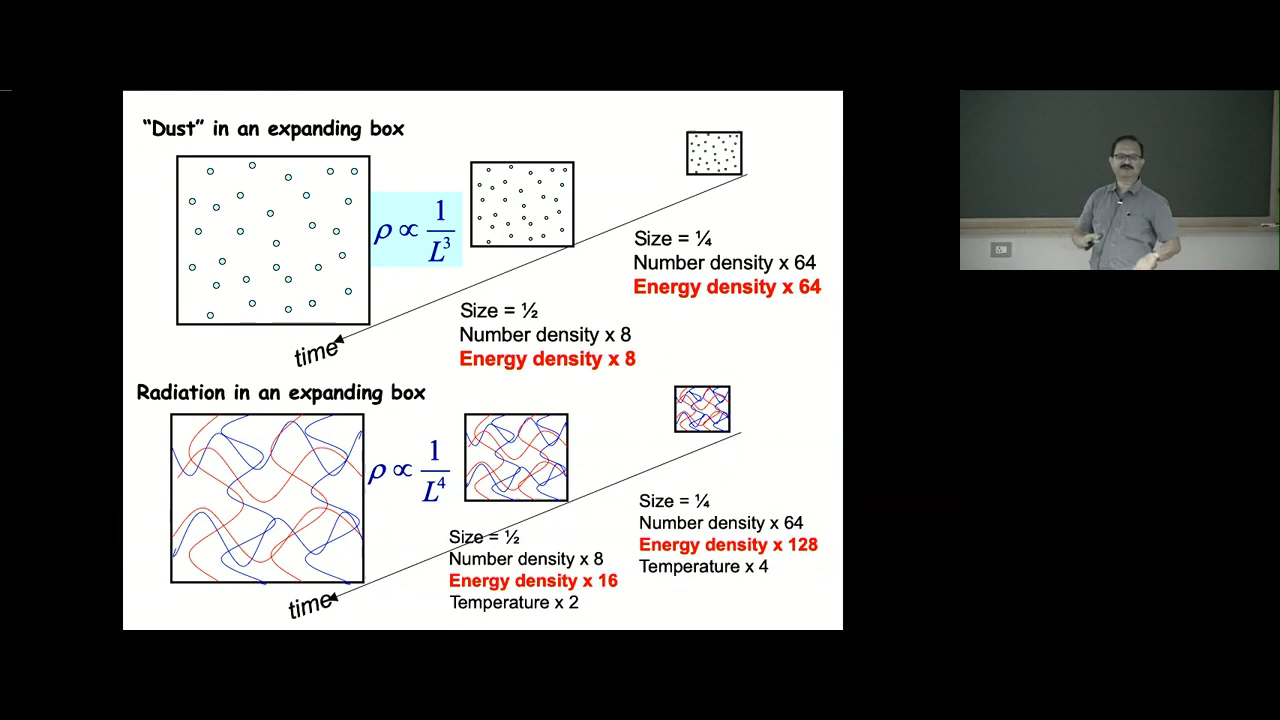 “Dust” in an expanding box
ρ ∝ 1/L³
Size = ¼
Number density x 64
Energy density x 64
Size = ½
Number density x 8
Energy density x 8
time
Radiation in an expanding box
ρ ∝ 1/L⁴
Size = ¼
Number density x 64
Energy density x 128
Temperature x 4
Size = ½
Number density x 8
Energy density x 16
Temperature x 2
time